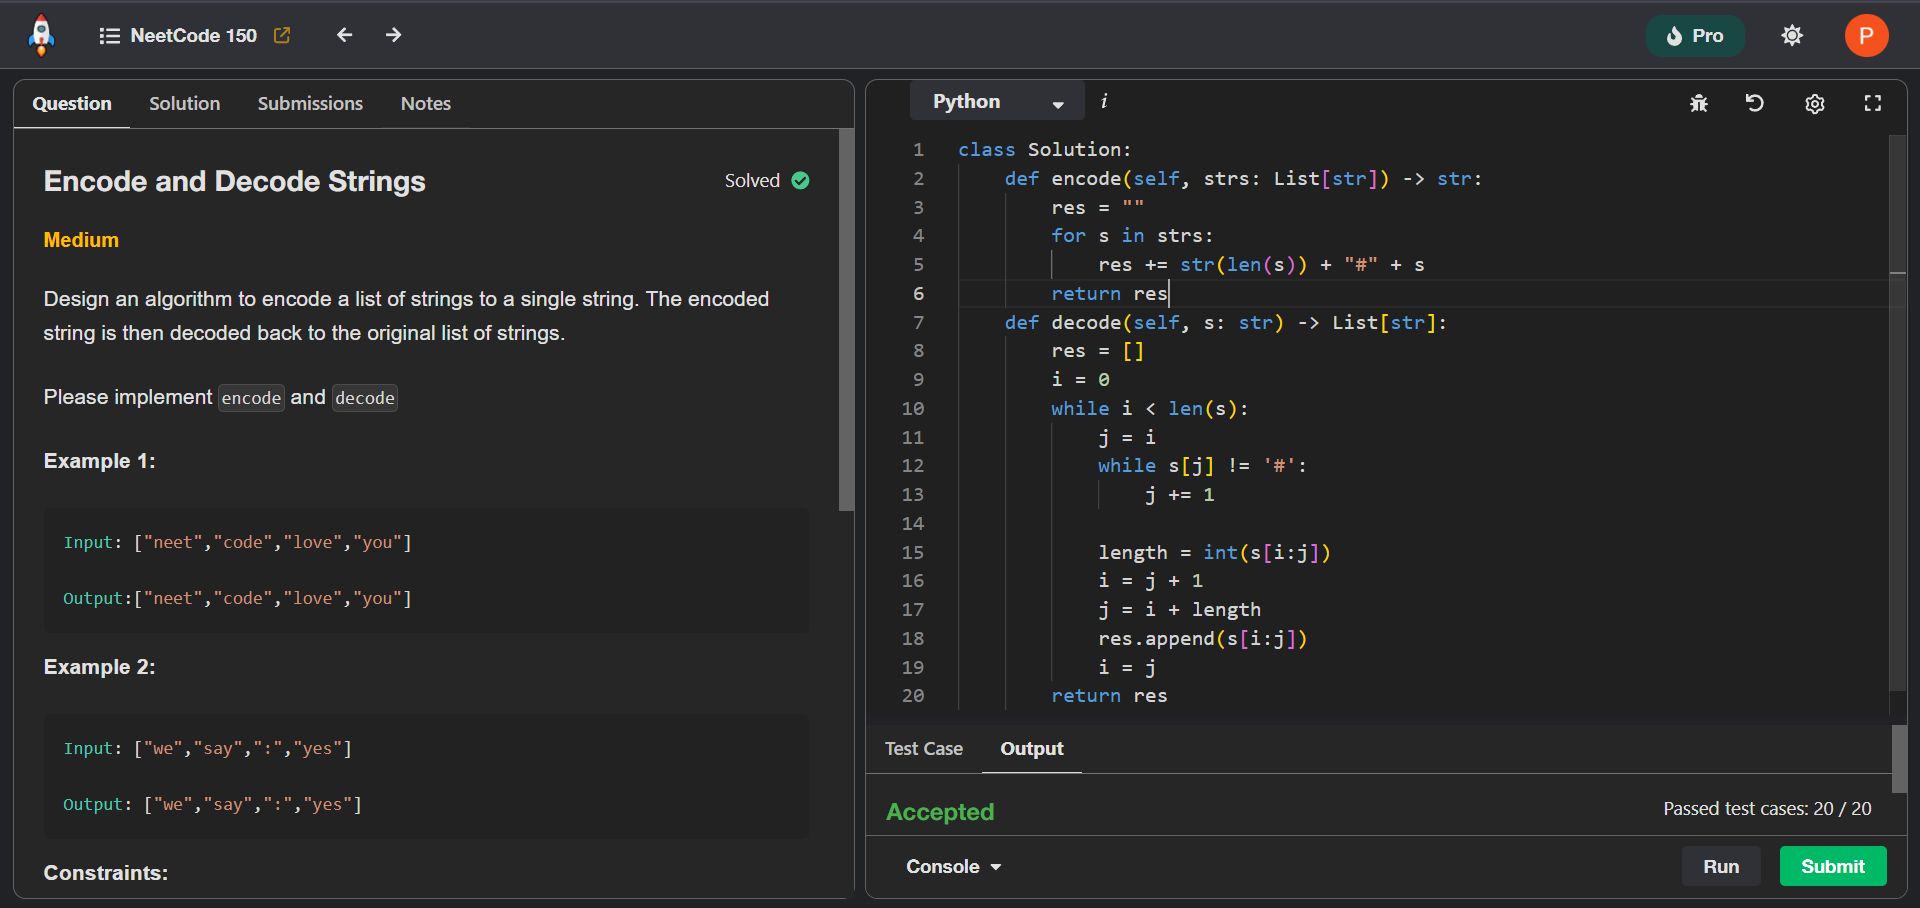 NeetCode 150
Pro
P
Question Solution Submissions Notes
Encode and Decode Strings
Solved
Medium
Design an algorithm to encode a list of strings to a single string. The encoded
string is then decoded back to the original list of strings.
Please implement encode and decode
Example 1:
Input: ["neet","code","love","you"]
Output:["neet","code","love","you"]
Example 2:
Input: ["we","say",":","yes"]
Output: ["we","say",":","yes"]
Constraints:
Python
i
1 class Solution:
2     def encode(self, strs: List[str]) -> str:
3         res = ""
4         for s in strs:
5             res += str(len(s)) + "#" + s
6         return res
7     def decode(self, s: str) -> List[str]:
8         res = []
9         i = 0
10         while i < len(s):
11             j = i
12             while s[j] != '#':
13                 j += 1
14
15             length = int(s[i:j])
16             i = j + 1
17             j = i + length
18             res.append(s[i:j])
19             i = j
20         return res
Test Case Output
Accepted
Passed test cases: 20 / 20
Console
Run
Submit